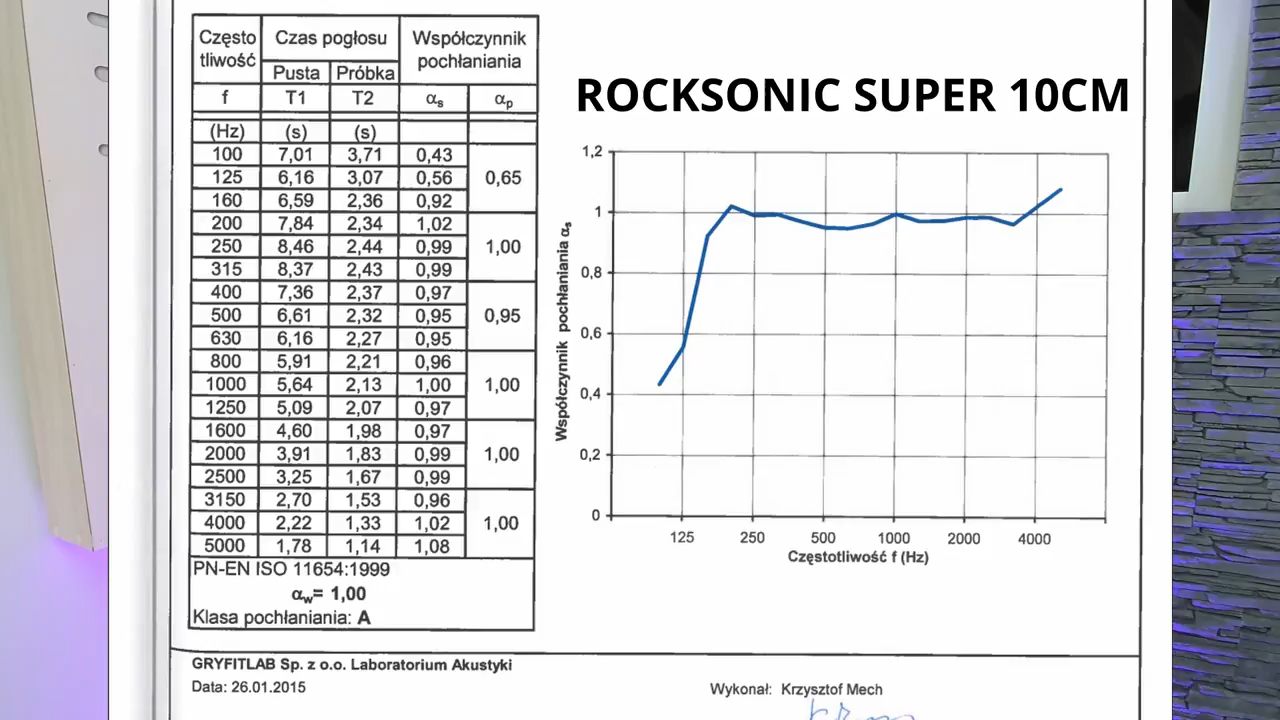 Często tliwość Czas pogłosu Współczynnik pochłaniania
Pusta Próbka
f T1 T2 αs αp
(Hz) (s) (s)
100 7,01 3,71 0,43
125 6,16 3,07 0,56 0,65
160 6,59 2,36 0,92
200 7,84 2,34 1,02
250 8,46 2,44 0,99 1,00
315 8,37 2,43 0,99
400 7,36 2,37 0,97
500 6,61 2,32 0,95 0,95
630 6,16 2,27 0,95
800 5,91 2,21 0,96
1000 5,64 2,13 1,00 1,00
1250 5,09 2,07 0,97
1600 4,60 1,98 0,97
2000 3,91 1,83 0,99 1,00
2500 3,25 1,67 0,99
3150 2,70 1,53 0,96
4000 2,22 1,33 1,02 1,00
5000 1,78 1,14 1,08
PN-EN ISO 11654:1999
αw= 1,00
Klasa pochłaniania: A
ROCKSONIC SUPER 10CM
Współczynnik pochłaniania αs
1,2
1
0,8
0,6
0,4
0,2
0
125 250 500 1000 2000 4000
Częstotliwość f (Hz)
GRYFITLAB Sp. z o.o. Laboratorium Akustyki
Data: 26.01.2015
Wykonał: Krzysztof Mech